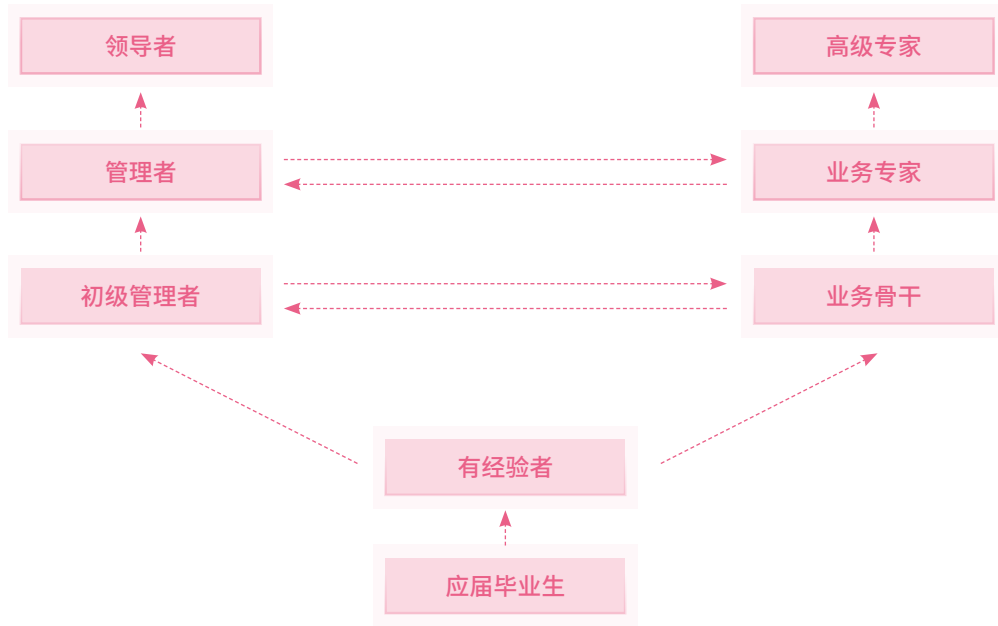 领导者
高级专家
管理者
业务专家
初级管理者
业务骨干
有经验者
应届毕业生